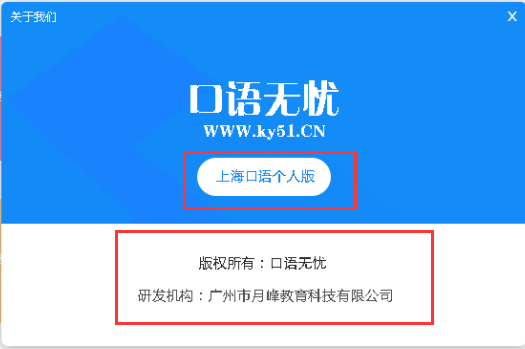 关于我们
X
口语无忧
WWW.ky51.CN
上海口语个人版
版权所有：口语无忧
研发机构：广州市月峰教育科技有限公司